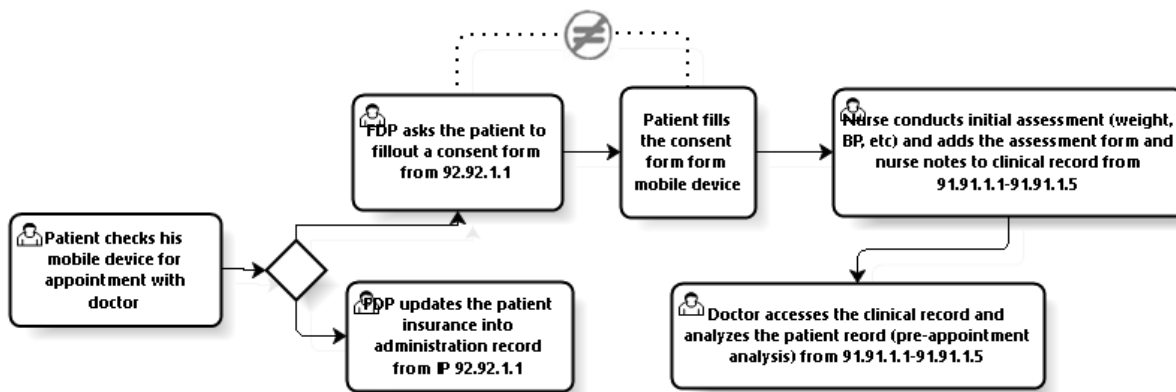 Patient checks his
mobile device for
appointment with
doctor
FDP asks the patient to
fillout a consent form
from 92.92.1.1
FDP updates the patient
insurance into
administration record
from IP 92.92.1.1
≠
Patient fills
the consent
form form
mobile device
Nurse conducts initial assessment (weight,
BP, etc) and adds the assessment form and
nurse notes to clinical record from
91.91.1.1-91.91.1.5
Doctor accesses the clinical record and
analyzes the patient reord (pre-appointment
analysis) from 91.91.1.1-91.91.1.5